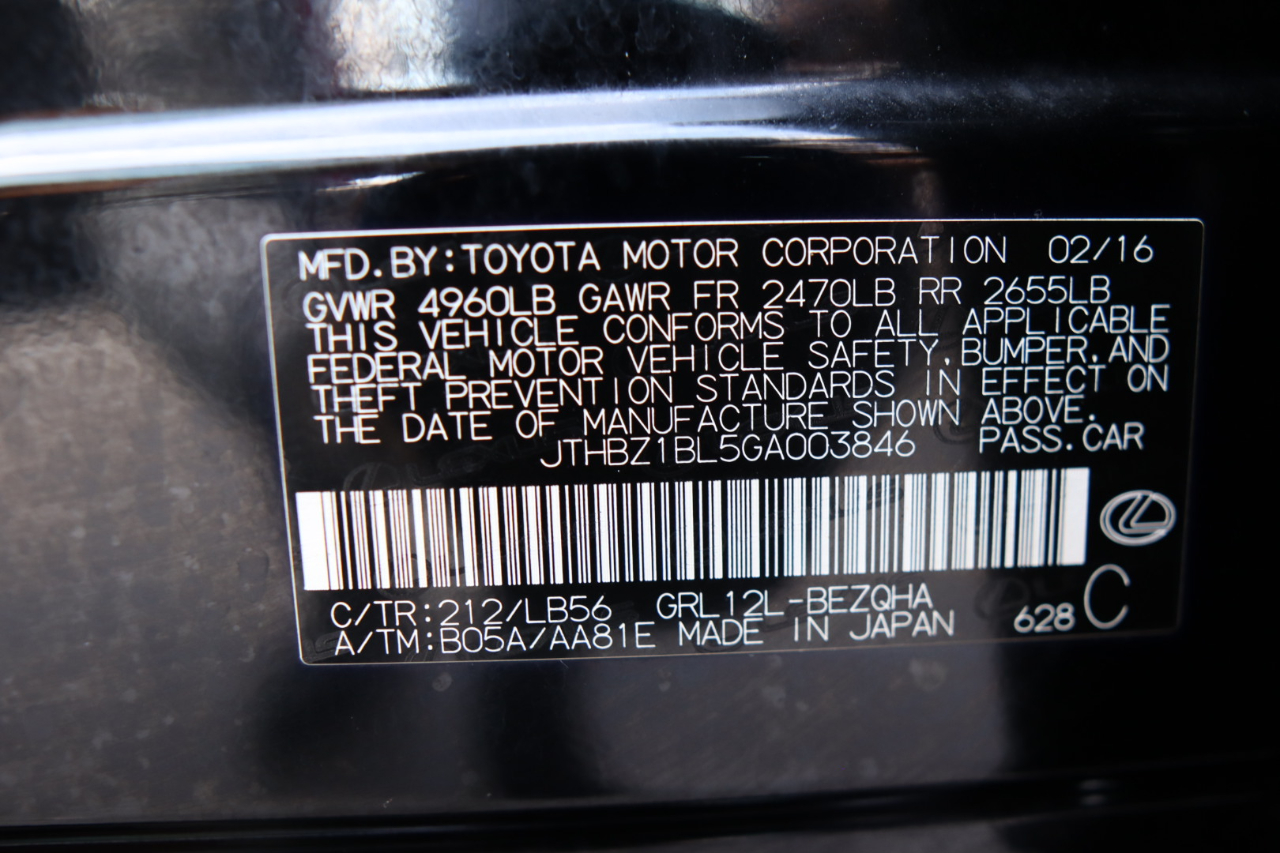 MFD.BY:TOYOTA MOTOR CORPORATION 02/16
GVWR 4960LB GAWR FR 2470LB RR 2655LB
THIS VEHICLE CONFORMS TO ALL APPLICABLE
FEDERAL MOTOR VEHICLE SAFETY,BUMPER,AND
THEFT PREVENTION STANDARDS IN EFFECT ON
THE DATE OF MANUFACTURE SHOWN ABOVE.
JTHBZ1BL5GA003846 PASS.CAR
C/TR:212/LB56 GRL12L-BEZQHA
A/TM:B05A/AA81E MADE IN JAPAN 628 C